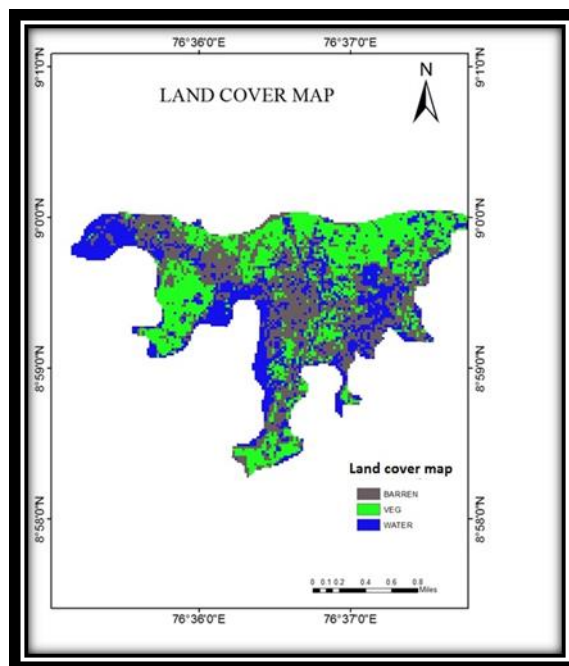 76°36'0"E 76°37'0"E
9°1'0"N 9°1'0"N
N
LAND COVER MAP
9°0'0"N 9°0'0"N
8°59'0"N 8°59'0"N
Land cover map
BARREN
VEG
WATER
8°58'0"N 8°58'0"N
0 0.1 0.2 0.4 0.6 0.8
Miles
76°36'0"E 76°37'0"E